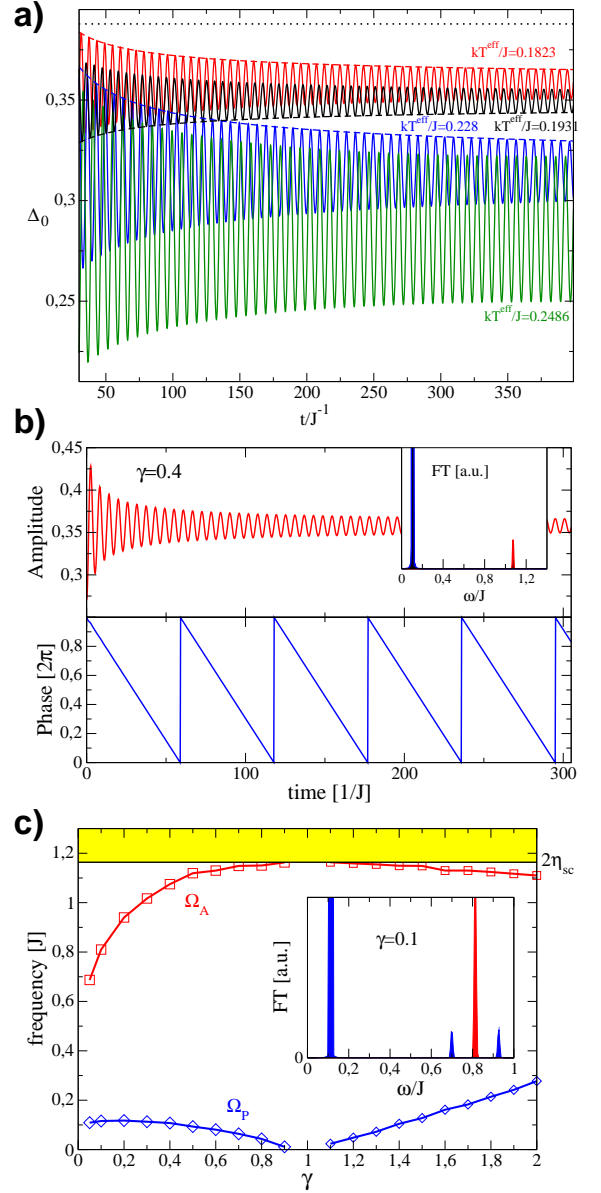 a)
kT^eff/J=0.1823
0,35
kT^eff/J=0.228
kT^eff/J=0.1931
0,3
Δ₀
0,25
kT^eff/J=0.2486
50 100 150 200 250 300 350
t/J⁻¹
b)
0,45
γ=0.4
FT [a.u.]
0,4
Amplitude
0,35
0,3
0 0,4 0,8 1,2
ω/J
0,8
0,6
Phase [2π]
0,4
0,2
0
0 100 200 300
time [1/J]
c)
1,2
2η_sc
1
Ω_A
frequency [J]
0,8
γ=0.1
FT [a.u.]
0,6
0,4
0
0 0,2 0,4 0,6 0,8 1
ω/J
0,2
Ω_P
0
0 0,2 0,4 0,6 0,8 1 1,2 1,4 1,6 1,8 2
γ